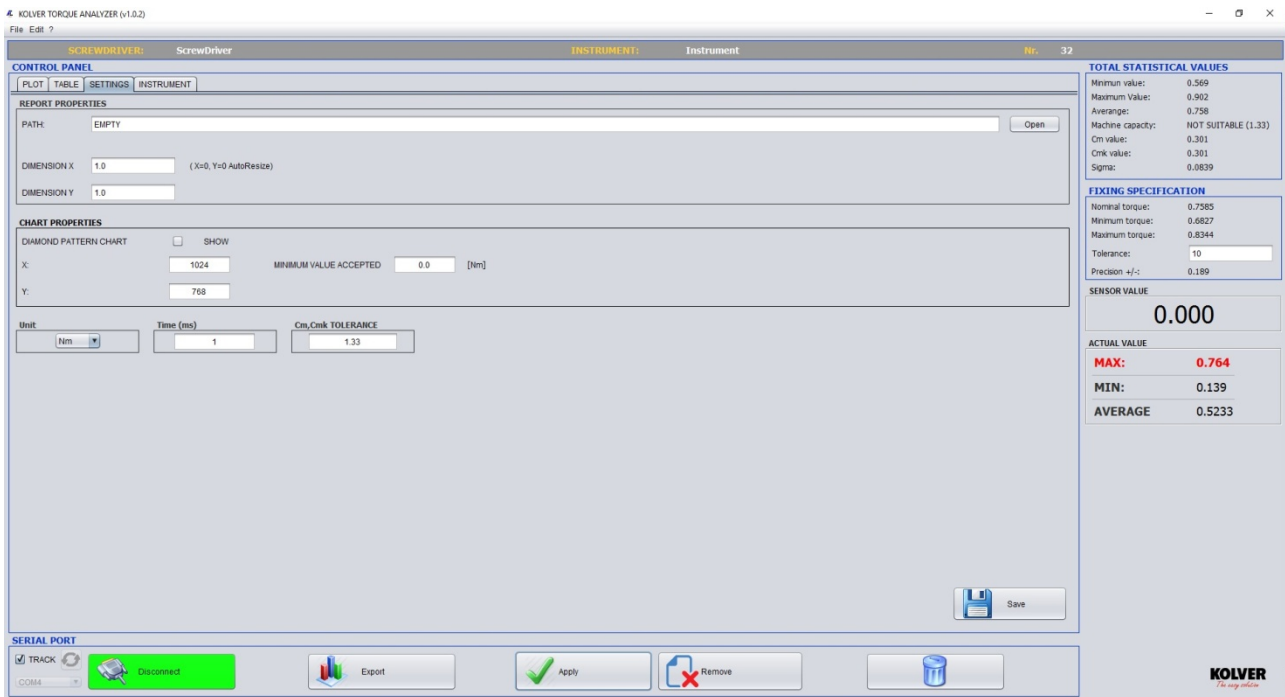 KOLVER TORQUE ANALYZER (v1.0.2)
File Edit ?
SCREWDRIVER: ScrewDriver INSTRUMENT: Instrument Nr. 32
CONTROL PANEL
PLOT TABLE SETTINGS INSTRUMENT
REPORT PROPERTIES
PATH: EMPTY Open
DIMENSION X 1.0 ( X=0, Y=0 AutoResize)
DIMENSION Y 1.0
CHART PROPERTIES
DIAMOND PATTERN CHART SHOW
X: 1024 MINIMUM VALUE ACCEPTED 0.0 [Nm]
Y: 768
Unit Time (ms) Cm,Cmk TOLERANCE
Nm 1 1.33
Save
TOTAL STATISTICAL VALUES
Minimun value: 0.569
Maximum Value: 0.902
Averange: 0.758
Machine capacity: NOT SUITABLE (1.33)
Cm value: 0.301
Cmk value: 0.301
Sigma: 0.0839
FIXING SPECIFICATION
Nominal torque: 0.7585
Minimum torque: 0.6827
Maximum torque: 0.8344
Tolerance: 10
Precision +/-: 0.189
SENSOR VALUE
0.000
ACTUAL VALUE
MAX: 0.764
MIN: 0.139
AVERAGE 0.5233
SERIAL PORT
TRACK
COM4
Disconnect Export Apply Remove
KOLVER
The easy solution